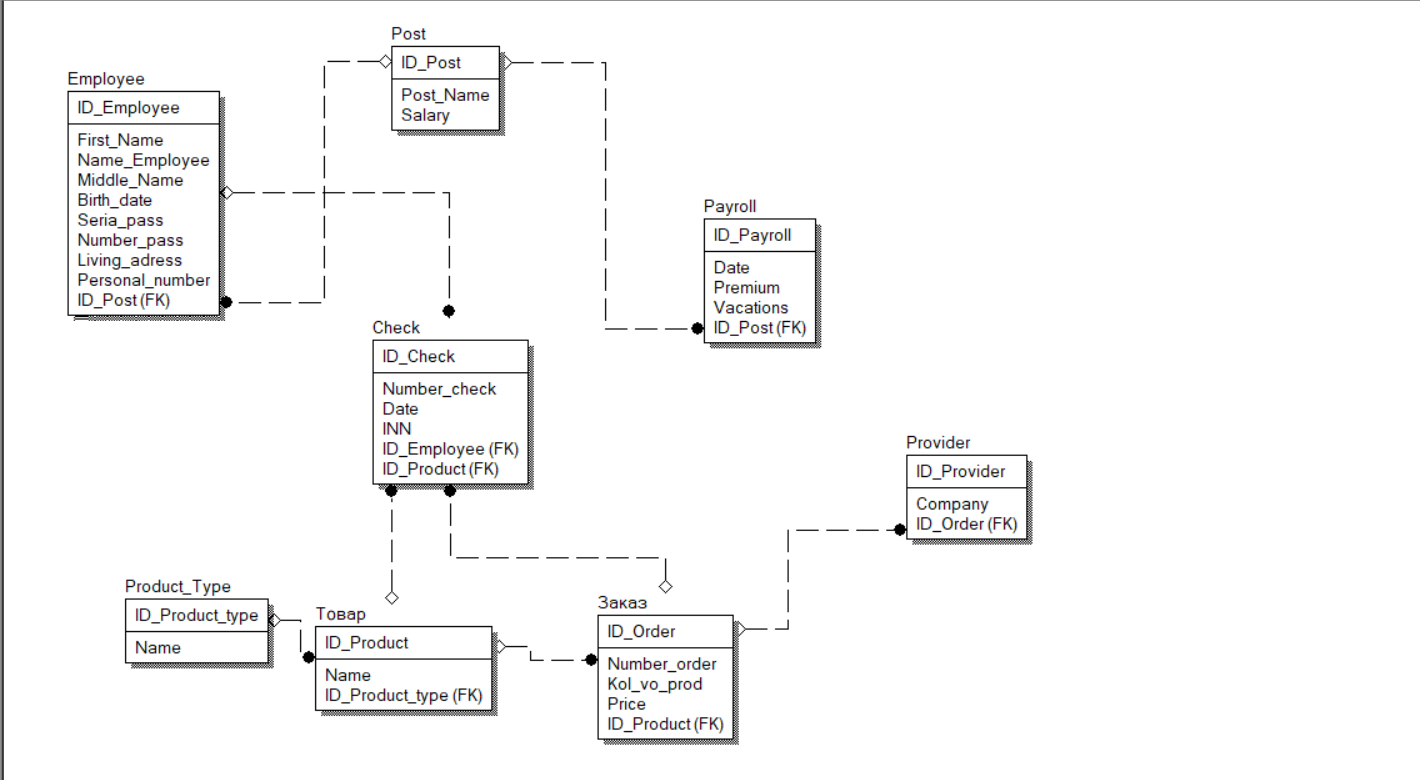 Post
ID_Post
Post_Name
Salary
Employee
ID_Employee
First_Name
Name_Employee
Middle_Name
Birth_date
Seria_pass
Number_pass
Living_adress
Personal_number
ID_Post (FK)
Payroll
ID_Payroll
Date
Premium
Vacations
ID_Post (FK)
Check
ID_Check
Number_check
Date
INN
ID_Employee (FK)
ID_Product (FK)
Provider
ID_Provider
Company
ID_Order (FK)
Product_Type
ID_Product_type
Name
Товар
ID_Product
Name
ID_Product_type (FK)
Заказ
ID_Order
Number_order
Kol_vo_prod
Price
ID_Product (FK)